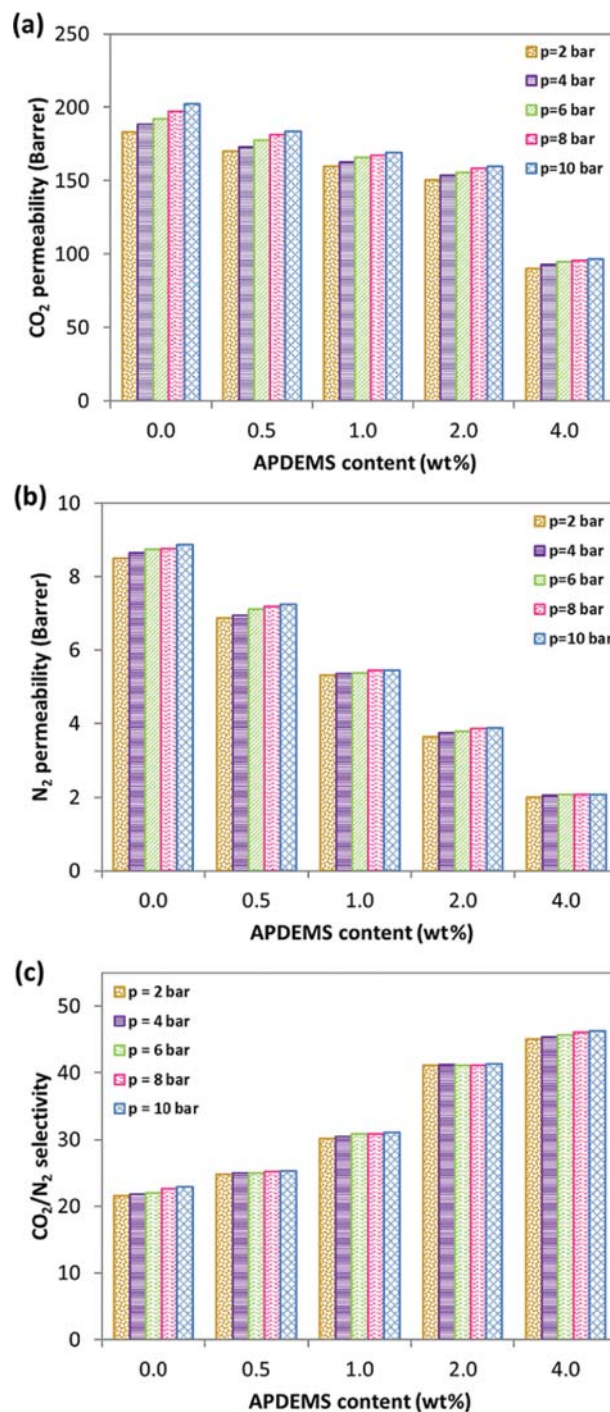 (a)
250
200
150
100
50
0
CO₂ permeability (Barrer)
p=2 bar
p=4 bar
p=6 bar
p=8 bar
p=10 bar
0.0 0.5 1.0 2.0 4.0
APDEMS content (wt%)
(b)
10
8
6
4
2
0
N₂ permeability (Barrer)
p=2 bar
p=4 bar
p=6 bar
p=8 bar
p=10 bar
0.0 0.5 1.0 2.0 4.0
APDEMS content (wt%)
(c)
50
40
30
20
10
0
CO₂/N₂ selectivity
p = 2 bar
p = 4 bar
p = 6 bar
p = 8 bar
p = 10 bar
0.0 0.5 1.0 2.0 4.0
APDEMS content (wt%)